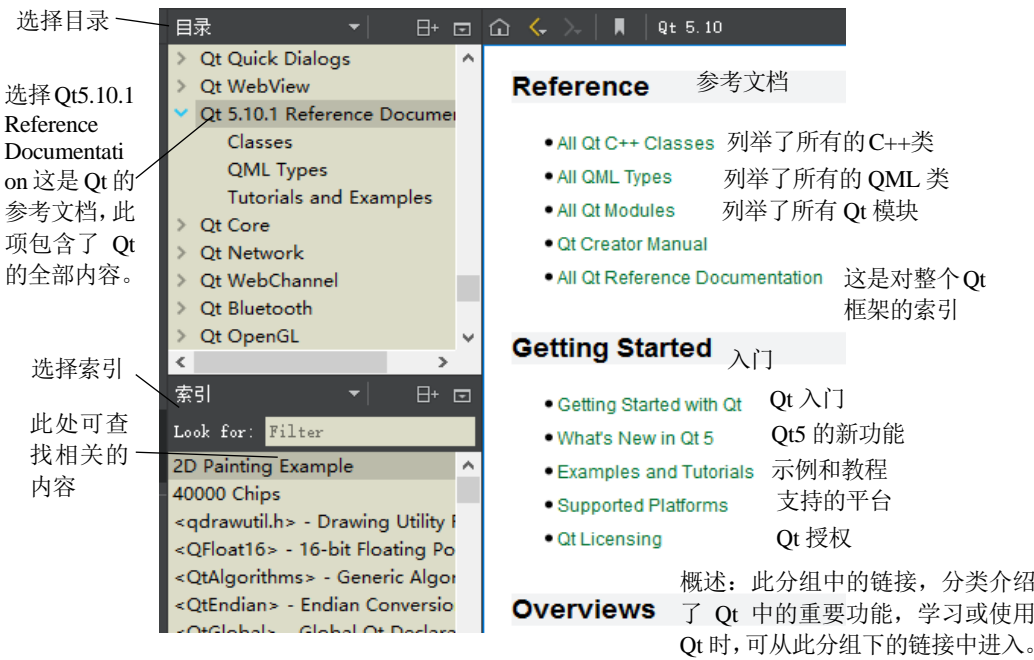 选择目录
选择Qt5.10.1
Reference
Documentati
on 这是 Qt 的
参考文档，此
项包含了 Qt
的全部内容。
选择索引
此处可查
找相关的
内容
目录
Qt Quick Dialogs
Qt WebView
Qt 5.10.1 Reference Documen
Classes
QML Types
Tutorials and Examples
Qt Core
Qt Network
Qt WebChannel
Qt Bluetooth
Qt OpenGL
索引
Look for: Filter
2D Painting Example
40000 Chips
<qdrawutil.h> - Drawing Utility F
<QFloat16> - 16-bit Floating Po
<QtAlgorithms> - Generic Algor
<QtEndian> - Endian Conversio
<QtGlobal> - Global Qt Declara
Qt 5.10
Reference 参考文档
All Qt C++ Classes 列举了所有的C++类
All QML Types 列举了所有的 QML 类
All Qt Modules 列举了所有 Qt 模块
Qt Creator Manual
All Qt Reference Documentation 这是对整个Qt
框架的索引
Getting Started 入门
Getting Started with Qt Qt 入门
What's New in Qt 5 Qt5 的新功能
Examples and Tutorials 示例和教程
Supported Platforms 支持的平台
Qt Licensing Qt 授权
Overviews
概述：此分组中的链接，分类介绍
了 Qt 中的重要功能，学习或使用
Qt 时，可从此分组下的链接中进入。